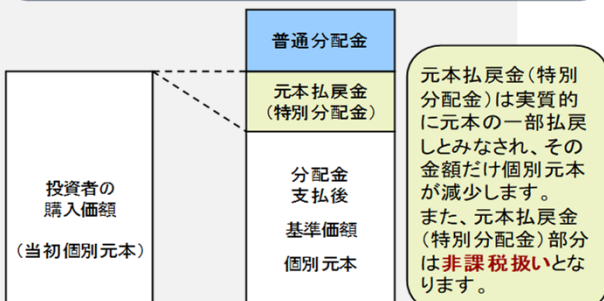 普通分配金
元本払戻金
（特別分配金）
投資者の
購入価額
（当初個別元本）
分配金
支払後
基準価額
個別元本
元本払戻金（特別
分配金）は実質的
に元本の一部払戻
しとみなされ、その
金額だけ個別元本
が減少します。
また、元本払戻金
（特別分配金）部分
は非課税扱いとな
ります。